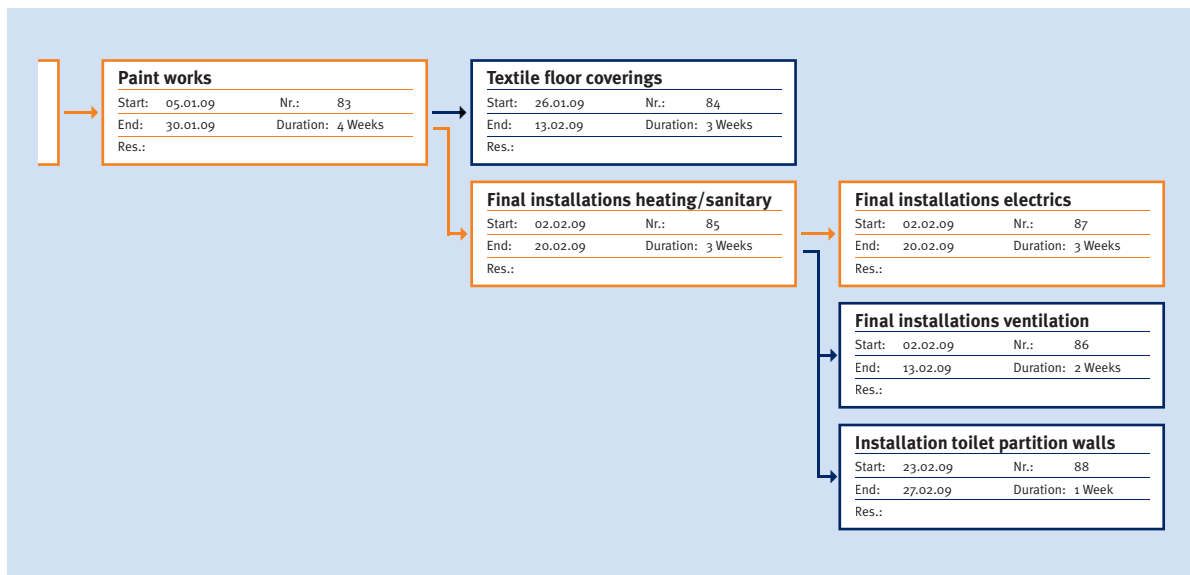 Paint works
Start: 05.01.09 Nr.: 83
End: 30.01.09 Duration: 4 Weeks
Res.:
Textile floor coverings
Start: 26.01.09 Nr.: 84
End: 13.02.09 Duration: 3 Weeks
Res.:
Final installations heating/sanitary
Start: 02.02.09 Nr.: 85
End: 20.02.09 Duration: 3 Weeks
Res.:
Final installations electrics
Start: 02.02.09 Nr.: 87
End: 20.02.09 Duration: 3 Weeks
Res.:
Final installations ventilation
Start: 02.02.09 Nr.: 86
End: 13.02.09 Duration: 2 Weeks
Res.:
Installation toilet partition walls
Start: 23.02.09 Nr.: 88
End: 27.02.09 Duration: 1 Week
Res.: